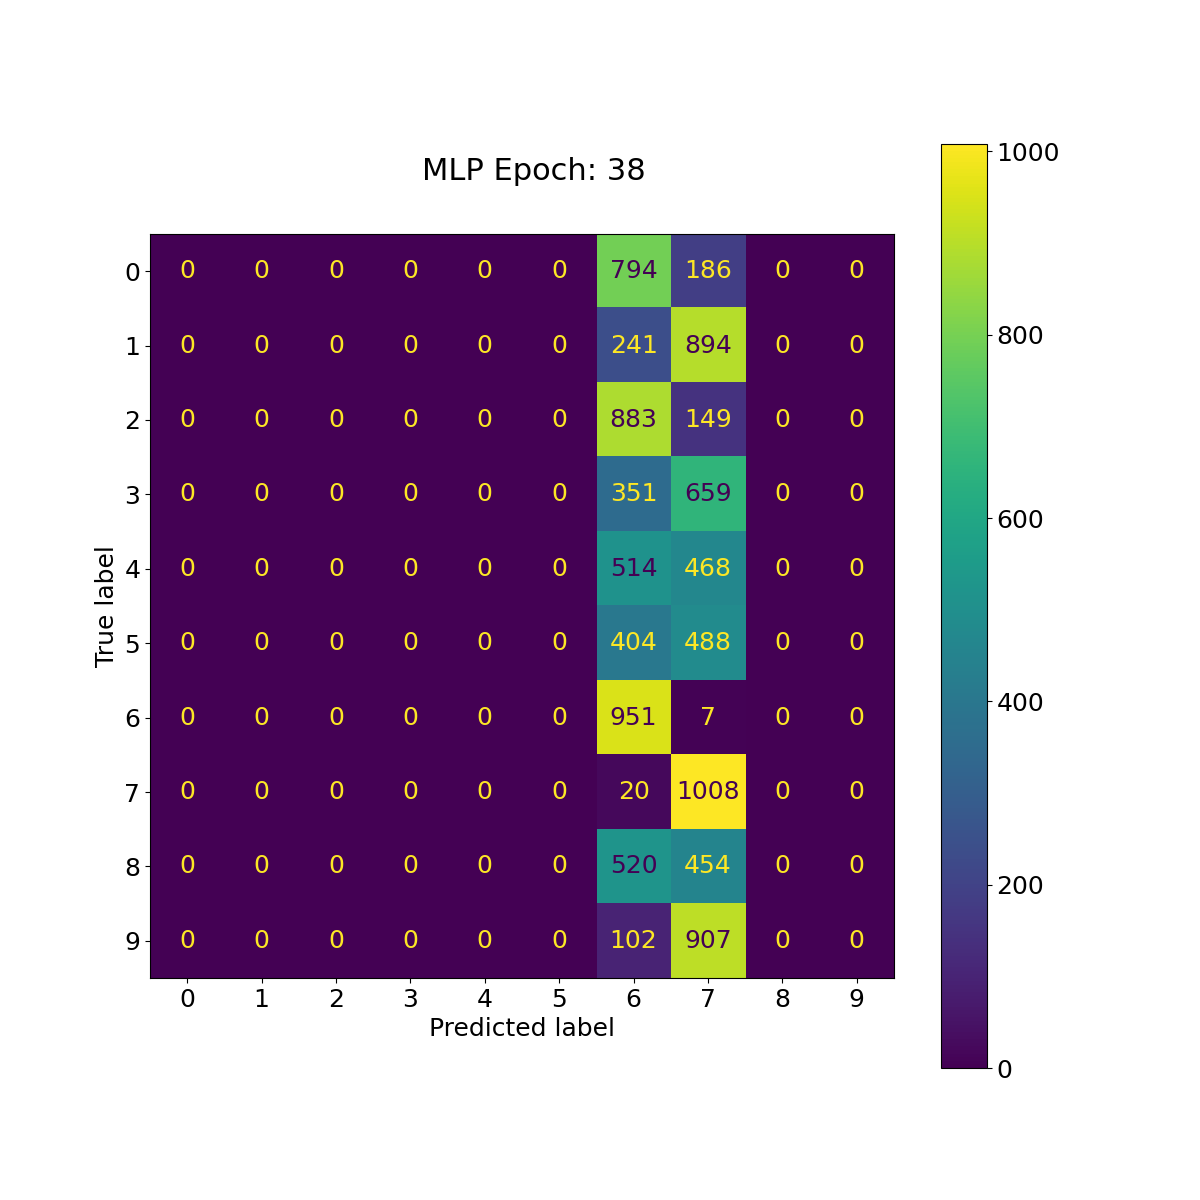 MLP Epoch: 38
0 0 0 0 0 0 0 794 186 0 0
1 0 0 0 0 0 0 241 894 0 0
2 0 0 0 0 0 0 883 149 0 0
3 0 0 0 0 0 0 351 659 0 0
4 0 0 0 0 0 0 514 468 0 0
5 0 0 0 0 0 0 404 488 0 0
6 0 0 0 0 0 0 951 7 0 0
7 0 0 0 0 0 0 20 1008 0 0
8 0 0 0 0 0 0 520 454 0 0
9 0 0 0 0 0 0 102 907 0 0
0 1 2 3 4 5 6 7 8 9
Predicted label
True label
1000
800
600
400
200
0